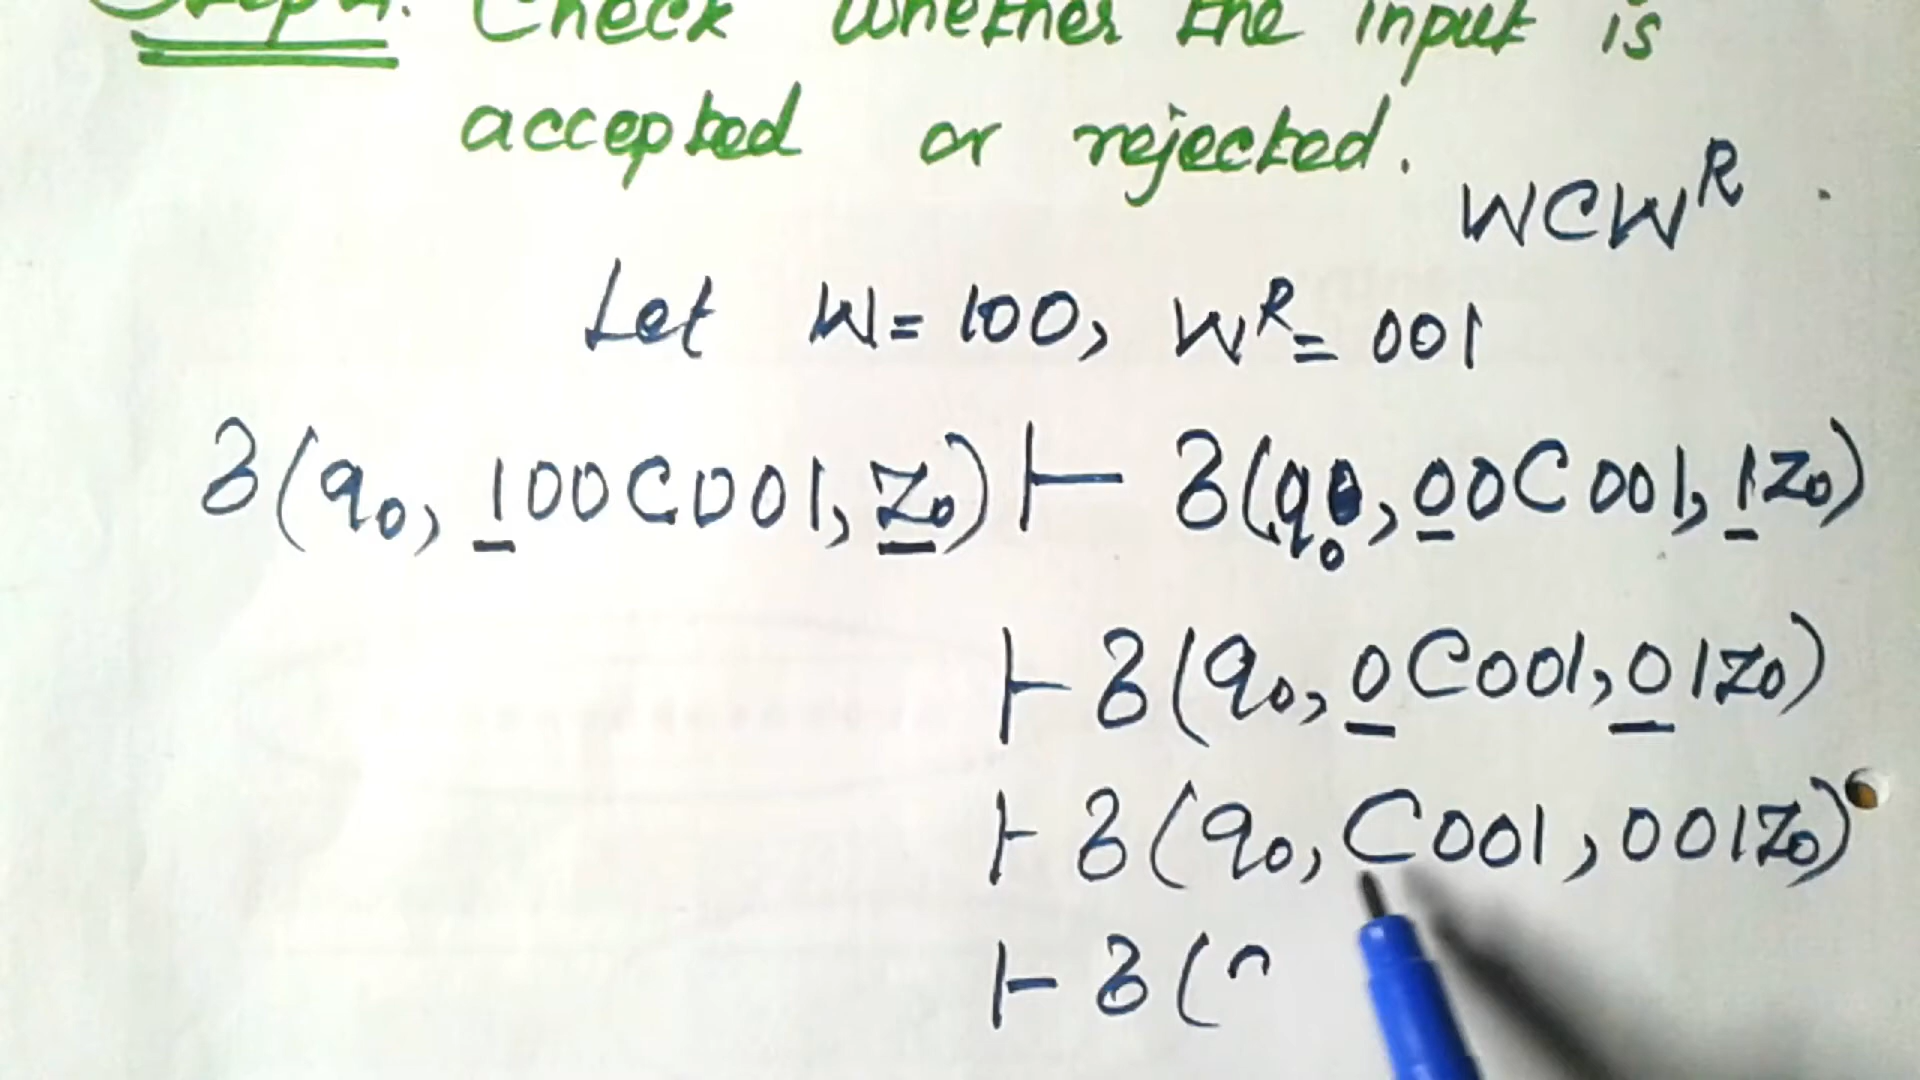 Check whether the input is
accepted or rejected.
WCW^R
Let W = 100, W^R = 001
δ(q0, 100C001, Z0) ⊢ δ(q0, 00C001, 1Z0)
⊢ δ(q0, 0C001, 01Z0)
⊢ δ(q0, C001, 001Z0)
⊢ δ(